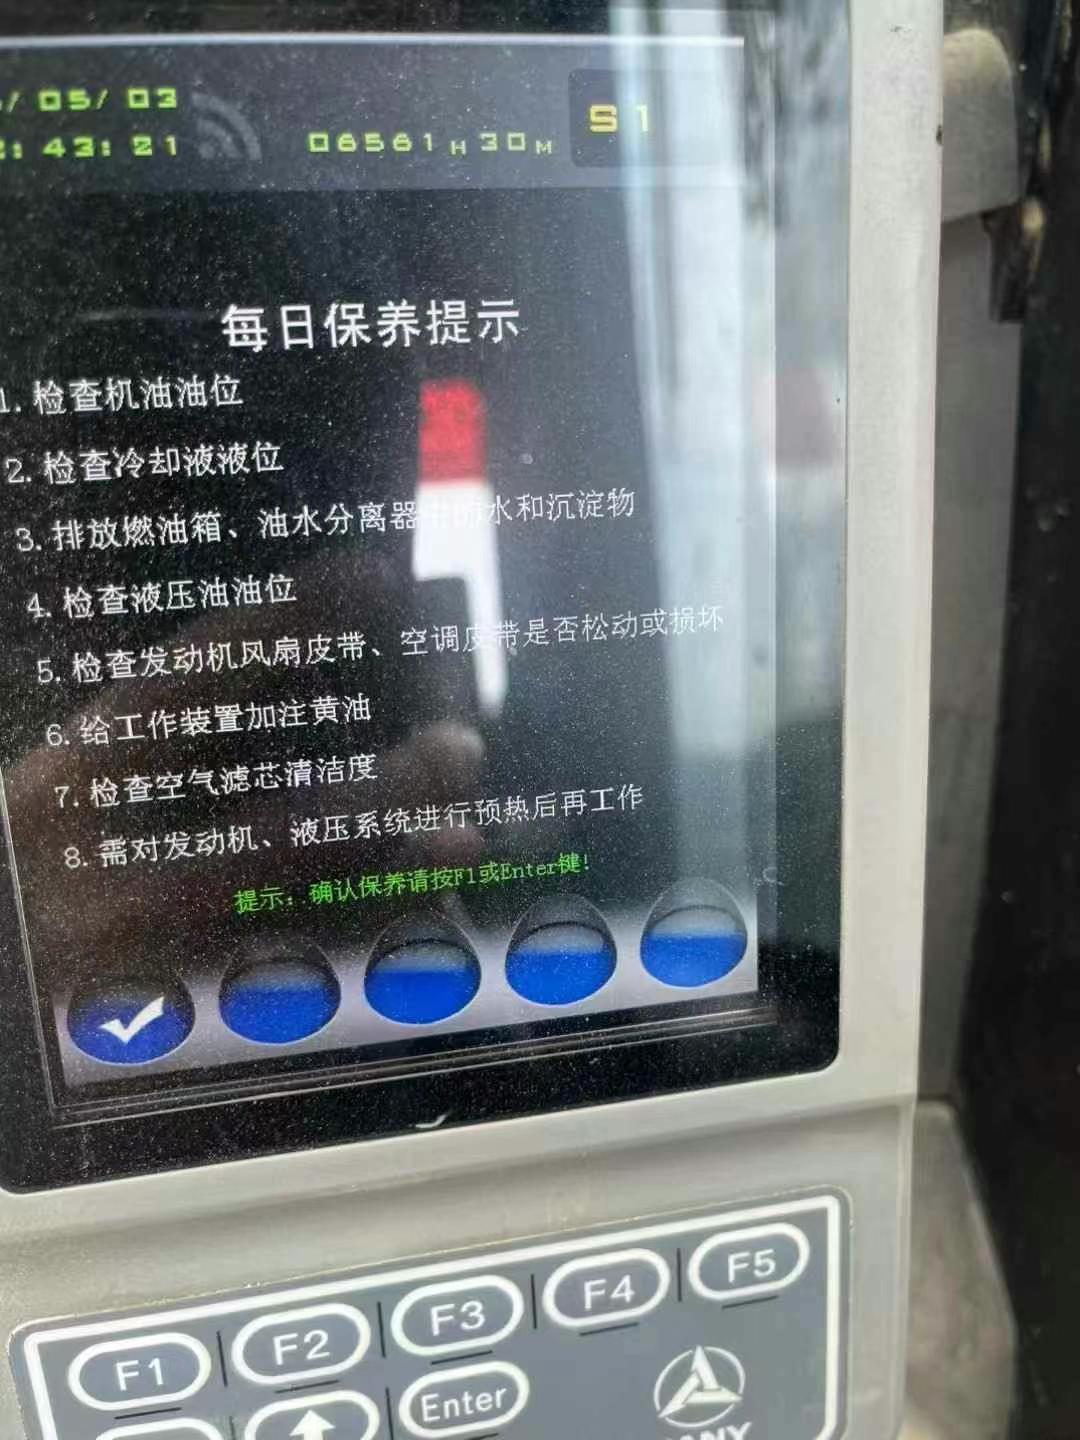 / 05/ 03
: 43: 21
06561 H 30 M
S 1
每日保养提示
1. 检查机油油位
2. 检查冷却液液位
3. 排放燃油箱、油水分离器中的水和沉淀物
4. 检查液压油油位
5. 检查发动机风扇皮带、空调皮带是否松动或损坏
6. 给工作装置加注黄油
7. 检查空气滤芯清洁度
8. 需对发动机、液压系统进行预热后再工作
提示：确认保养请按F1或Enter键!
F1
F2
F3
F4
F5
Enter